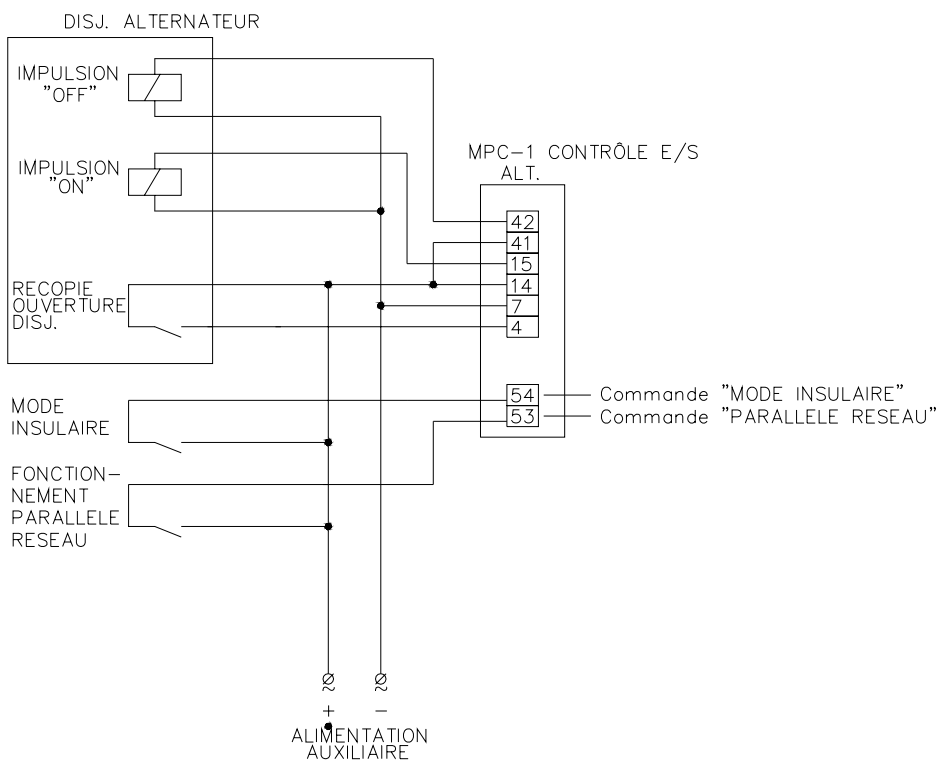 DISJ. ALTERNATEUR
IMPULSION
"OFF"
IMPULSION
"ON"
RECOPIE
OUVERTURE
DISJ.
MPC-1 CONTRÔLE E/S
ALT.
42
41
15
14
7
4
54
53
Commande "MODE INSULAIRE"
Commande "PARALLELE RESEAU"
MODE
INSULAIRE
FONCTION-
NEMENT
PARALLELE
RESEAU
+ -
ALIMENTATION
AUXILIAIRE